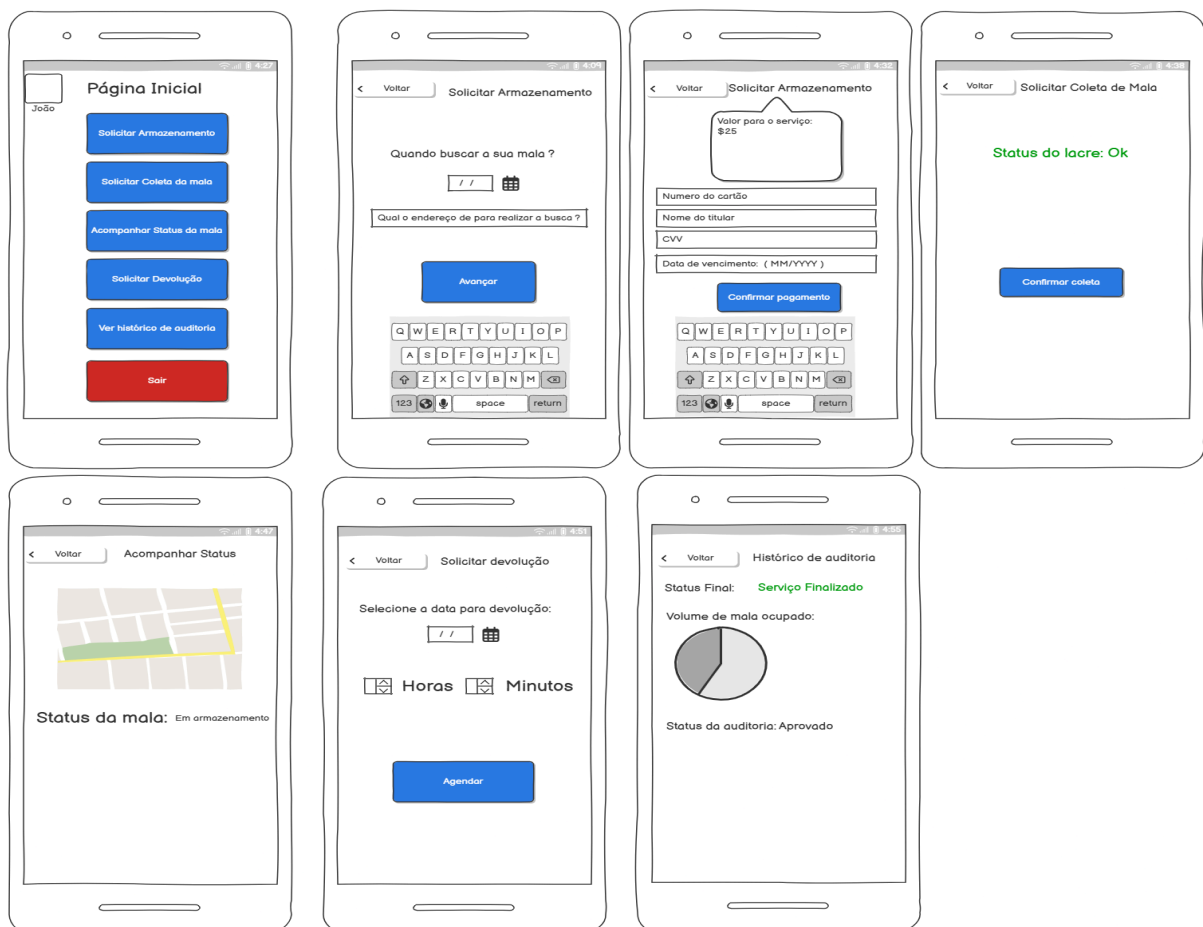 4:27
João
Página Inicial
Solicitar Armazenamento
Solicitar Coleta da mala
Acompanhar Status da mala
Solicitar Devolução
Ver histórico de auditoria
Sair
4:09
Voltar
Solicitar Armazenamento
Quando buscar a sua mala ?
/ /
Qual o endereço de para realizar a busca ?
Avançar
Q W E R T Y U I O P
A S D F G H J K L
Z X C V B N M
123 space return
4:32
Voltar
Solicitar Armazenamento
Valor para o serviço:
$25
Numero do cartão
Nome do titular
CVV
Data de vencimento: ( MM/YYYY )
Confirmar pagamento
Q W E R T Y U I O P
A S D F G H J K L
Z X C V B N M
123 space return
4:38
Voltar
Solicitar Coleta de Mala
Status do lacre: Ok
Confirmar coleta
4:47
Voltar
Acompanhar Status
Status da mala: Em armazenamento
4:51
Voltar
Solicitar devolução
Selecione a data para devolução:
/ /
Horas Minutos
Agendar
4:55
Voltar
Histórico de auditoria
Status Final: Serviço Finalizado
Volume de mala ocupado:
Status da auditoria: Aprovado